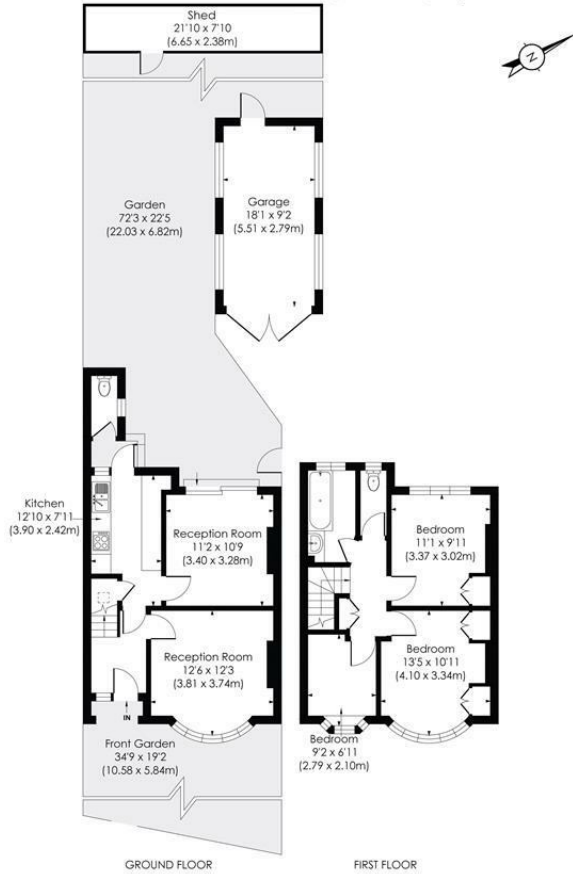 Shed
21'10 x 7'10
(6.65 x 2.38m)
N
Garden
72'3 x 22'5
(22.03 x 6.82m)
Garage
18'1 x 9'2
(5.51 x 2.79m)
Kitchen
12'10 x 7'11
(3.90 x 2.42m)
Reception Room
11'2 x 10'9
(3.40 x 3.28m)
Reception Room
12'6 x 12'3
(3.81 x 3.74m)
IN
Front Garden
34'9 x 19'2
(10.58 x 5.84m)
Bedroom
11'1 x 9'11
(3.37 x 3.02m)
Bedroom
13'5 x 10'11
(4.10 x 3.34m)
Bedroom
9'2 x 6'11
(2.79 x 2.10m)
GROUND FLOOR
FIRST FLOOR